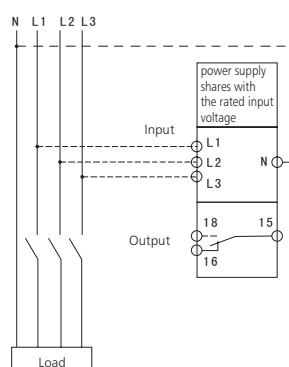 N L1 L2 L3
power supply
shares with
the rated input
voltage
Input
L1
L2
N
L3
18
15
Output
16
Load